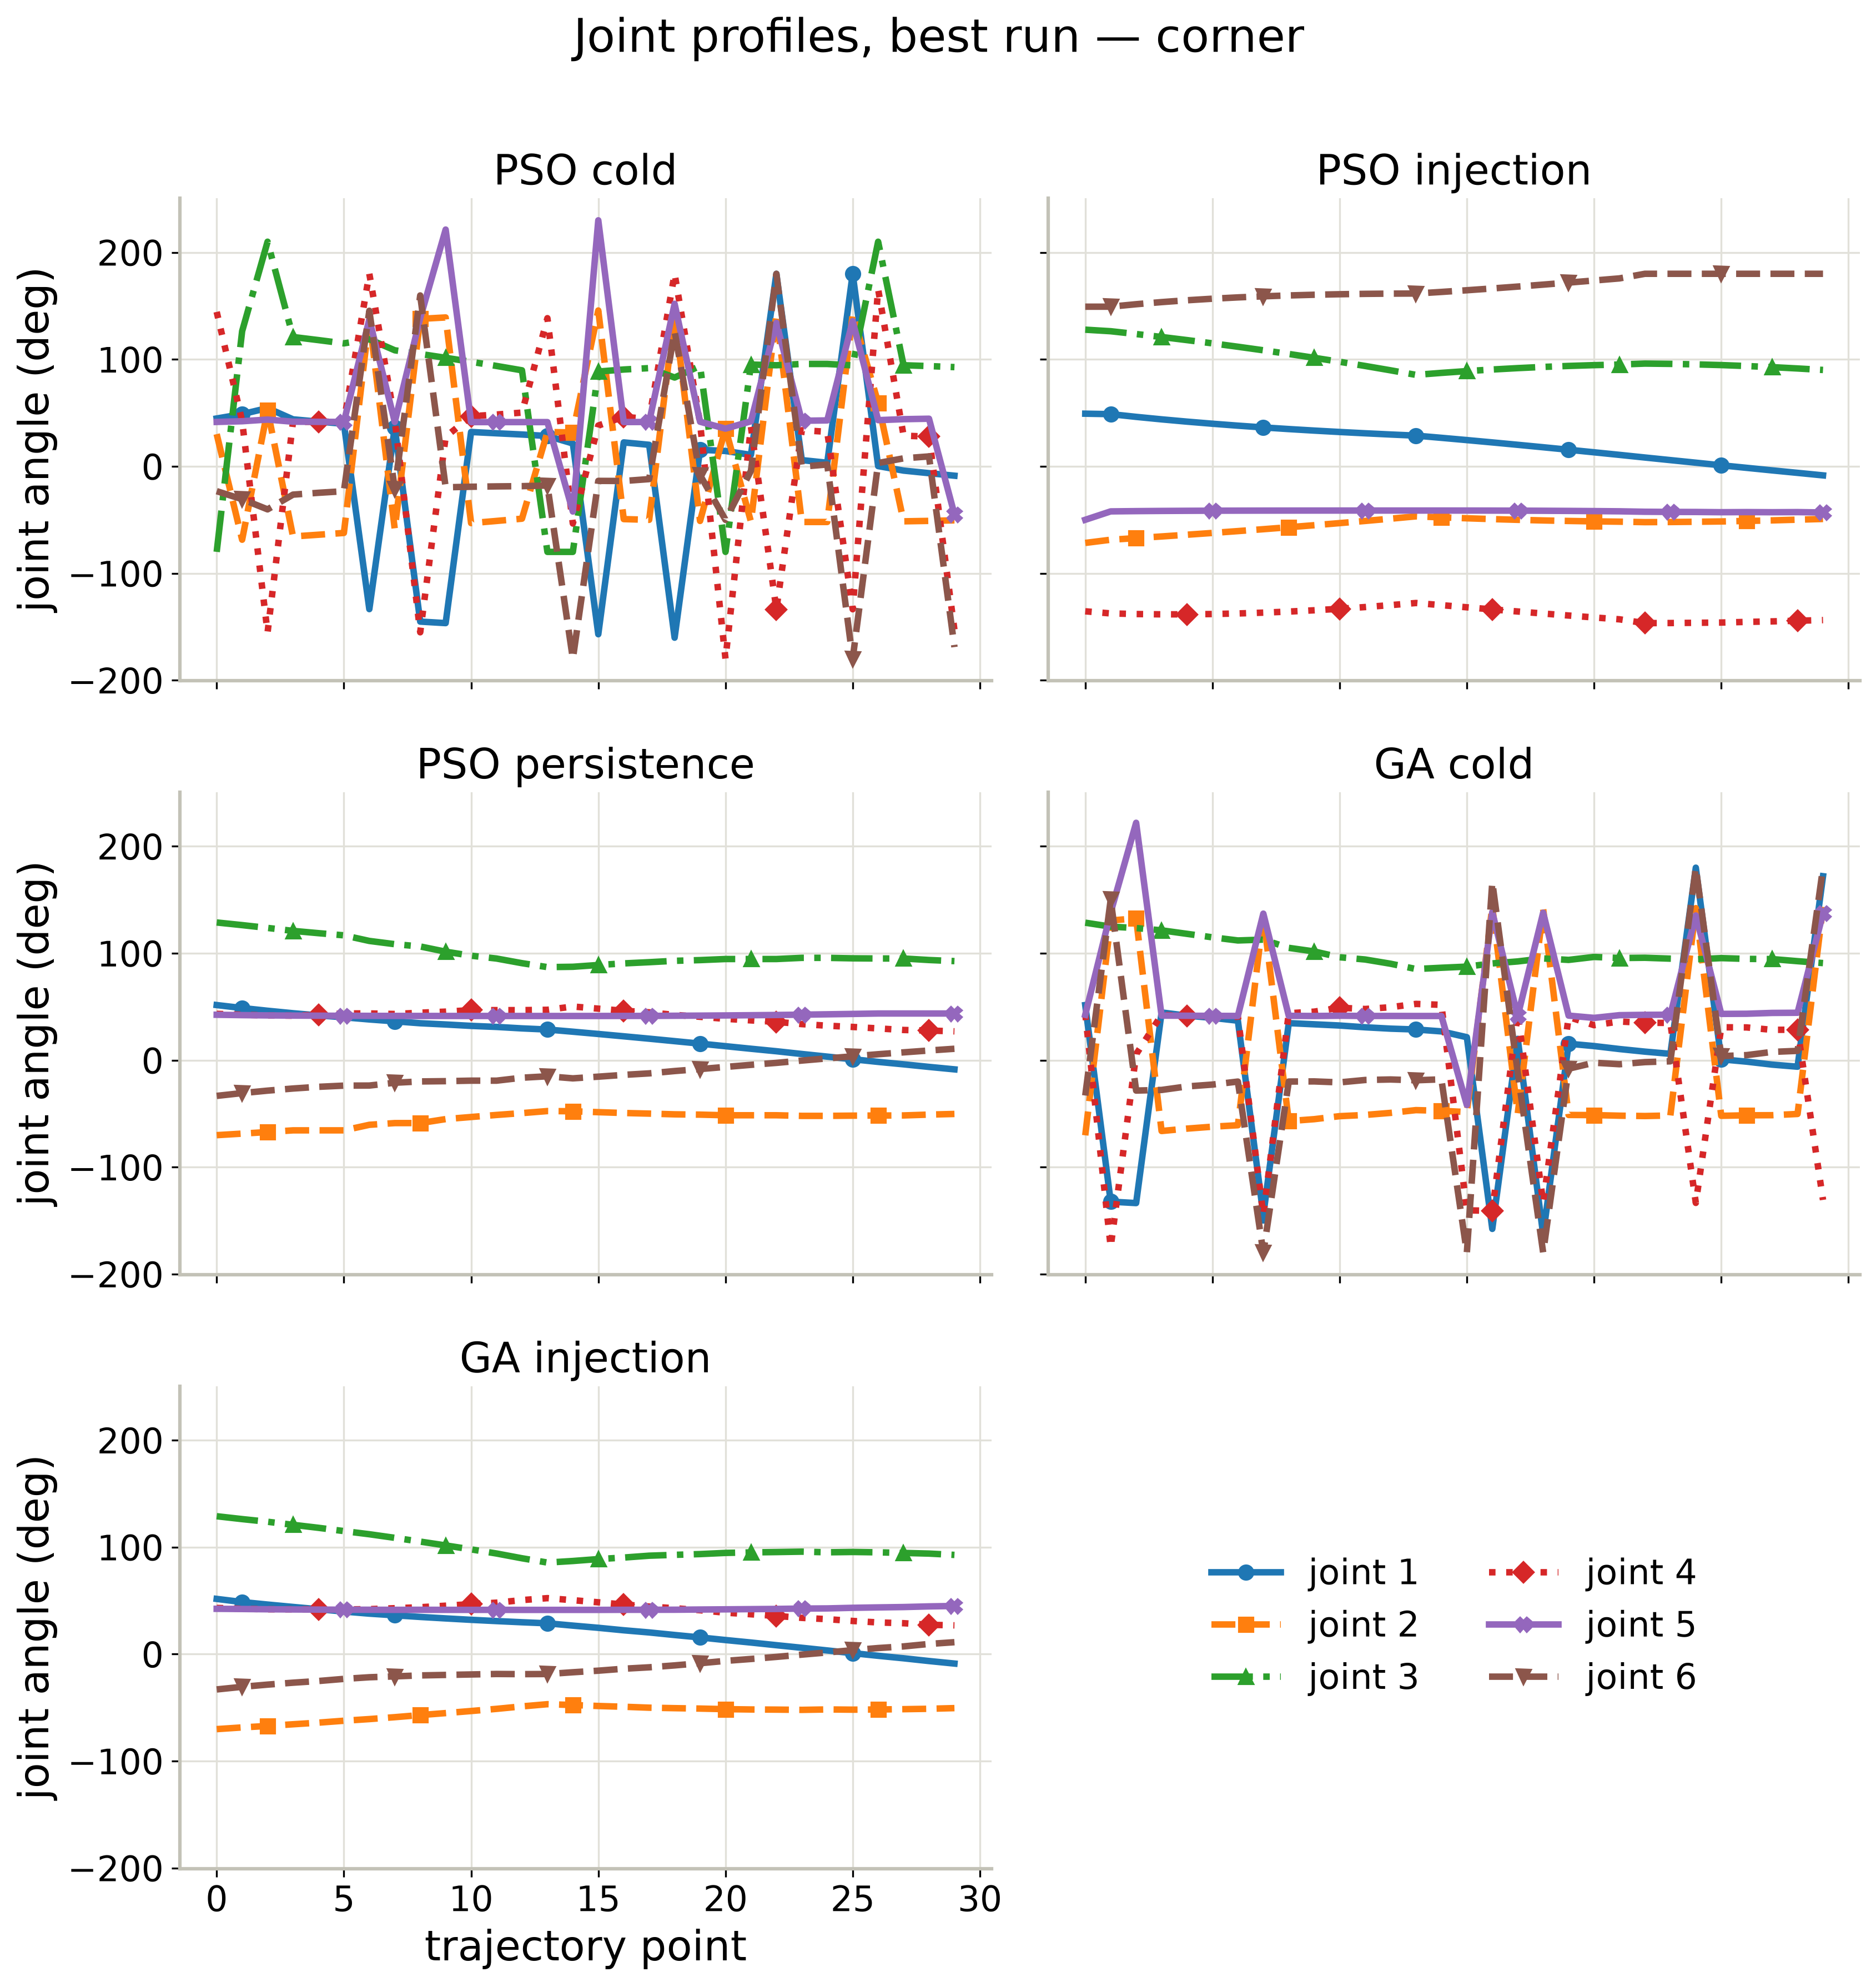 Joint profiles, best run — corner
PSO cold
PSO injection
joint angle (deg)
200
100
0
−100
−200
PSO persistence
GA cold
joint angle (deg)
200
100
0
−100
−200
GA injection
joint angle (deg)
200
100
0
−100
−200
0 5 10 15 20 25 30
trajectory point
joint 1 joint 4
joint 2 joint 5
joint 3 joint 6